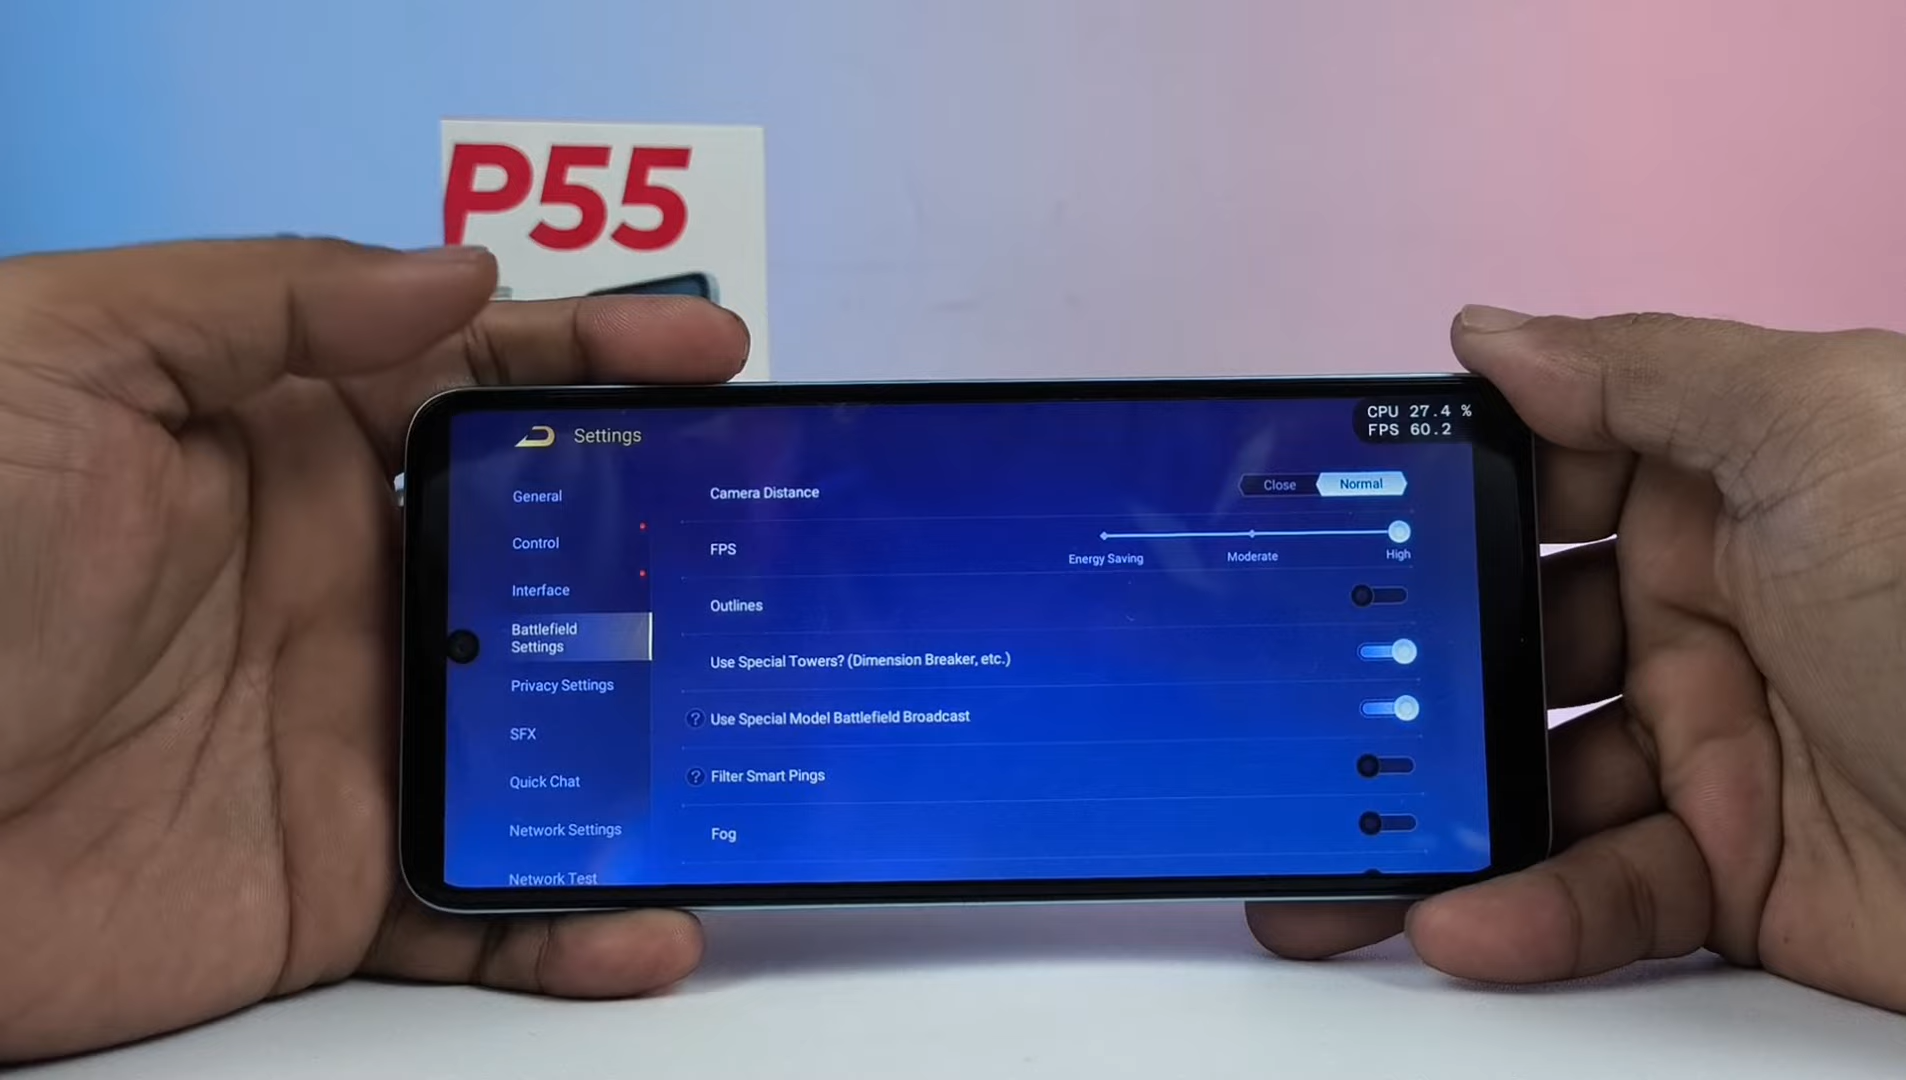 P55
CPU 27.4 %
FPS 60.2
Settings
General
Control
Interface
Battlefield
Settings
Privacy Settings
SFX
Quick Chat
Network Settings
Network Test
Camera Distance
Close
Normal
FPS
Energy Saving
Moderate
High
Outlines
Use Special Towers? (Dimension Breaker, etc.)
? Use Special Model Battlefield Broadcast
? Filter Smart Pings
Fog